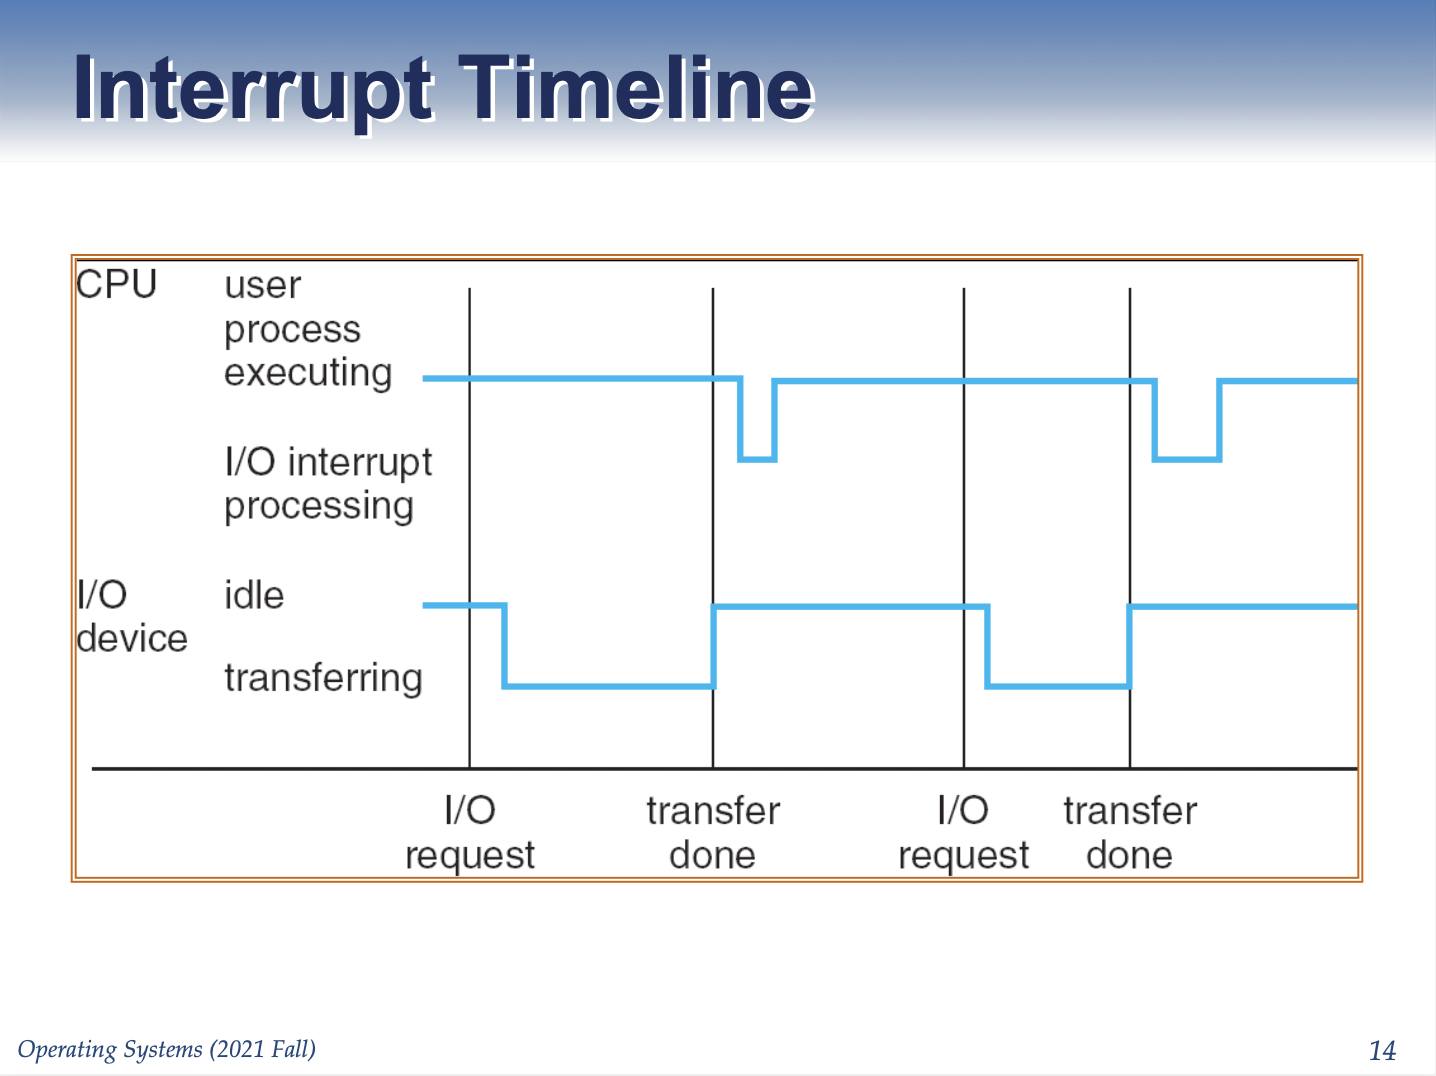 Interrupt Timeline
CPU
user
process
executing
I/O interrupt
processing
I/O
device
idle
transferring
I/O
request
transfer
done
I/O
request
transfer
done
Operating Systems (2021 Fall)
14